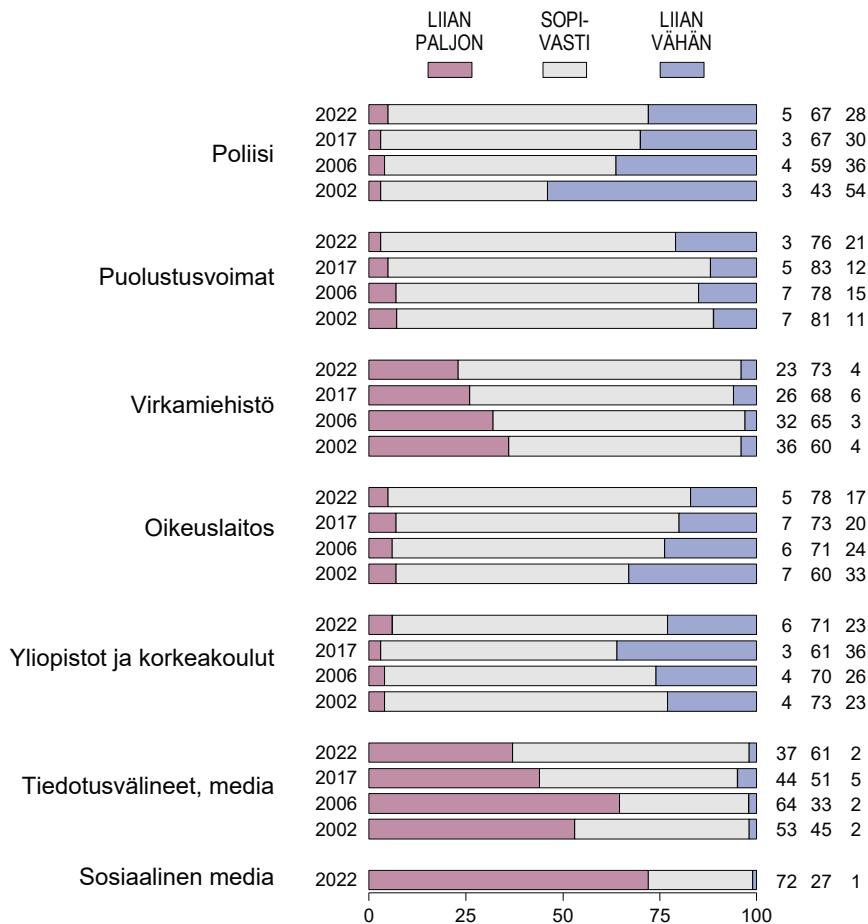 LIIAN PALJON
SOPI-VASTI
LIIAN VÄHÄN
Poliisi
2022 5 67 28
2017 3 67 30
2006 4 59 36
2002 3 43 54
Puolustusvoimat
2022 3 76 21
2017 5 83 12
2006 7 78 15
2002 7 81 11
Virkamiehistö
2022 23 73 4
2017 26 68 6
2006 32 65 3
2002 36 60 4
Oikeuslaitos
2022 5 78 17
2017 7 73 20
2006 6 71 24
2002 7 60 33
Yliopistot ja korkeakoulut
2022 6 71 23
2017 3 61 36
2006 4 70 26
2002 4 73 23
Tiedotusvälineet, media
2022 37 61 2
2017 44 51 5
2006 64 33 2
2002 53 45 2
Sosiaalinen media
2022 72 27 1
0 25 50 75 100